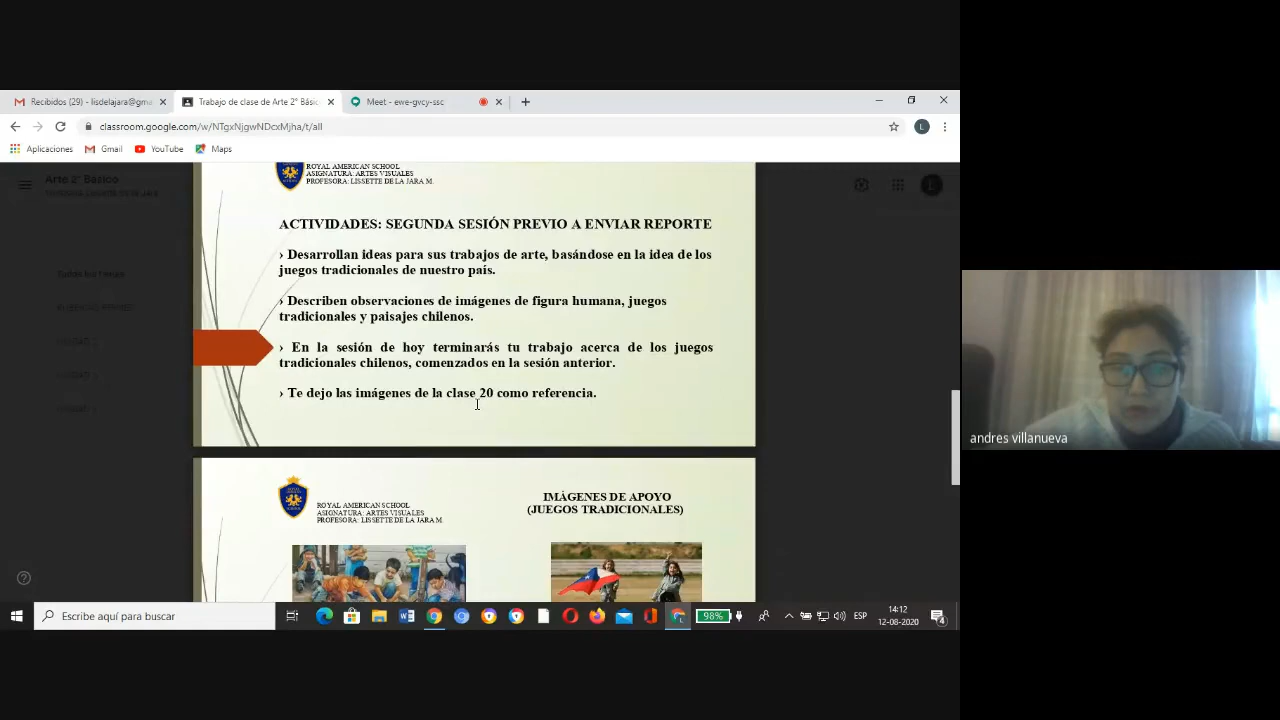 Recibidos (29) - lisdelajara@gma
Trabajo de clase de Arte 2° Básic
Meet - ewe-gvcy-ssc
classroom.google.com/w/NTgxNjgwNDcxMjha/t/all
Aplicaciones
Gmail
YouTube
Maps
Arte 2° Básico
ROYAL AMERICAN SCHOOL
ASIGNATURA: ARTES VISUALES
PROFESORA: LISSETTE DE LA JARA M.
ACTIVIDADES: SEGUNDA SESIÓN PREVIO A ENVIAR REPORTE
› Desarrollan ideas para sus trabajos de arte, basándose en la idea de los
juegos tradicionales de nuestro país.
› Describen observaciones de imágenes de figura humana, juegos
tradicionales y paisajes chilenos.
› En la sesión de hoy terminarás tu trabajo acerca de los juegos
tradicionales chilenos, comenzados en la sesión anterior.
› Te dejo las imágenes de la clase 20 como referencia.
ROYAL AMERICAN SCHOOL
ASIGNATURA: ARTES VISUALES
PROFESORA: LISSETTE DE LA JARA M.
IMÁGENES DE APOYO
(JUEGOS TRADICIONALES)
andres villanueva
Escribe aquí para buscar
98%
ESP
14:12
12-08-2020
4